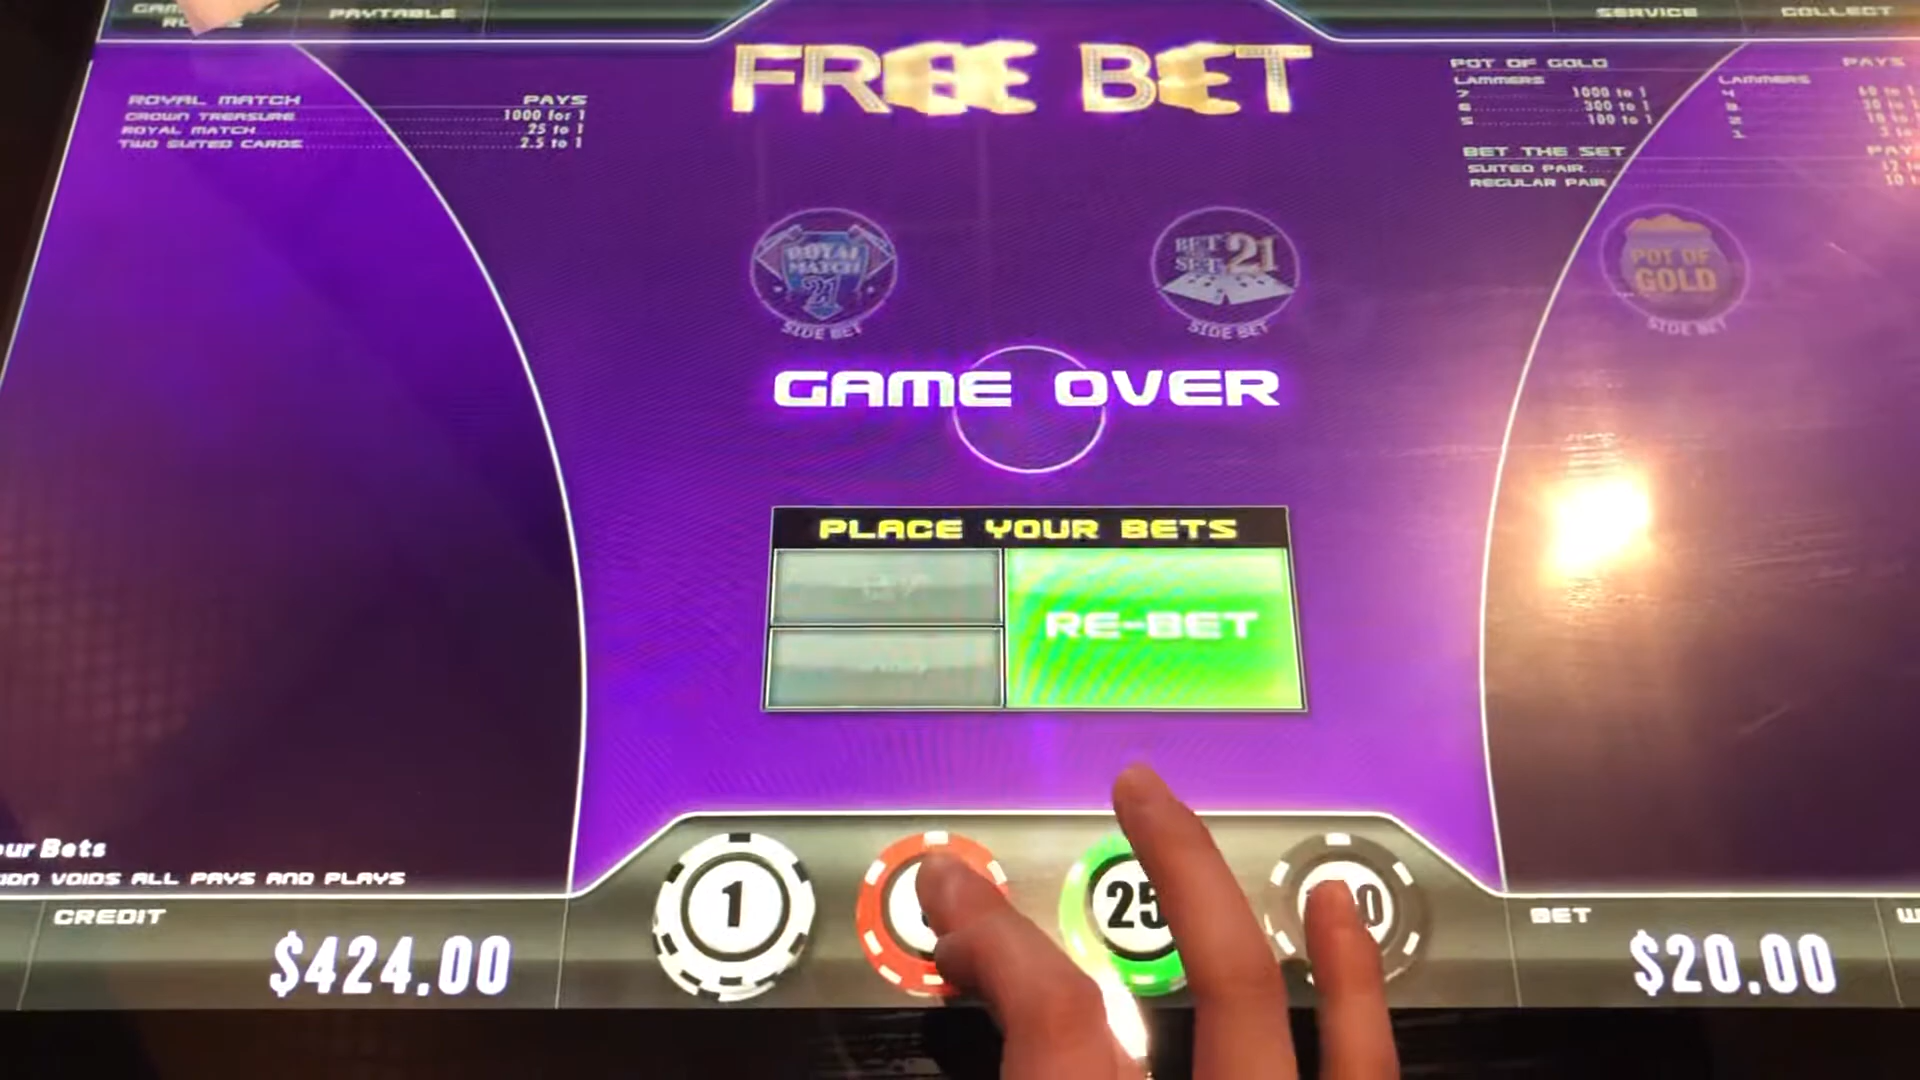 PAYTABLE
SERVICE
COLLECT
FREE BET
ROYAL MATCH PAYS
CROWN TREASURE 1000 for 1
ROYAL MATCH 25 to 1
TWO SUITED CARDS 2.5 to 1
POT OF GOLD PAYS
LAMMERS LAMMERS
7 1000 to 1
6 300 to 1
5 100 to 1
BET THE SET
SUITED PAIR
REGULAR PAIR
ROYAL MATCH 21
SIDE BET
BET SET 21
SIDE BET
POT OF GOLD
SIDE BET
GAME OVER
PLACE YOUR BETS
RE-BET
our Bets
ION VOIDS ALL PAYS AND PLAYS
CREDIT
$424.00
1
25
BET
$20.00